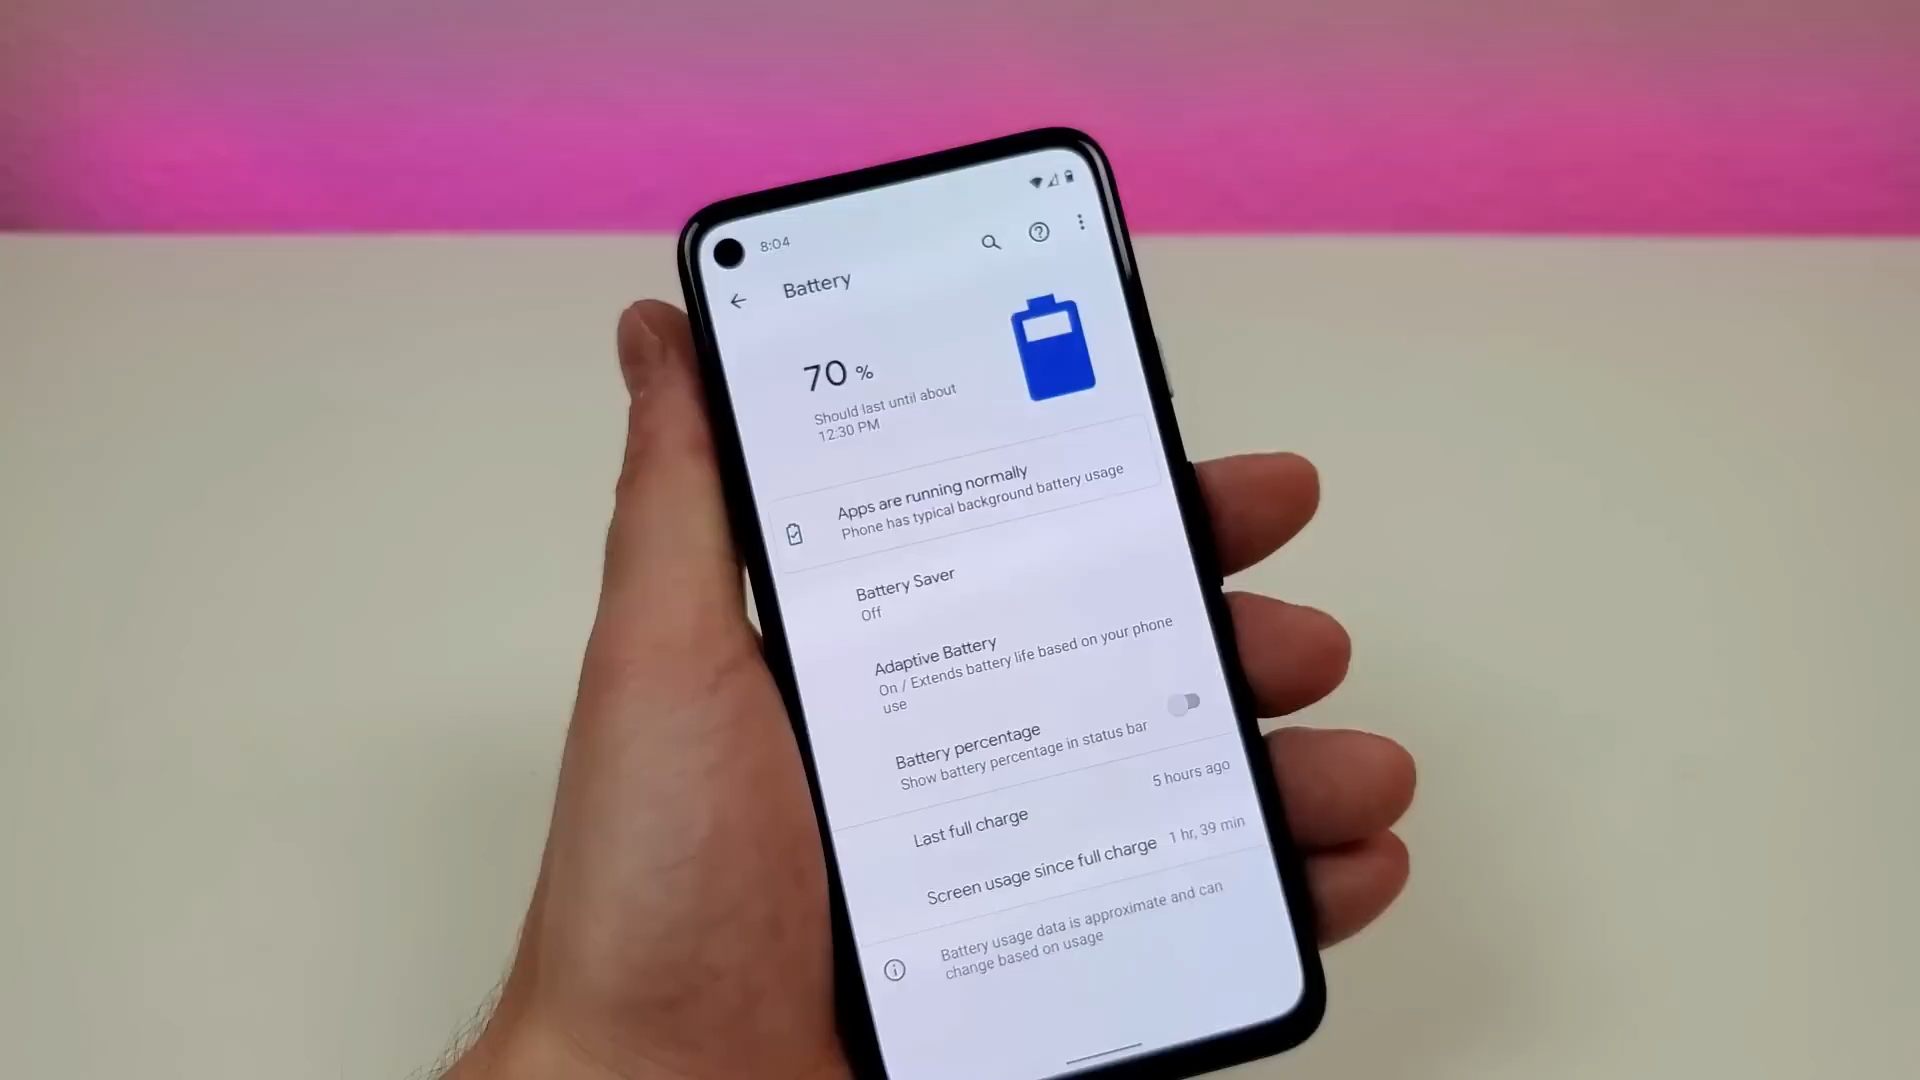 8:04
Battery
70 %
Should last until about
12:30 PM
Apps are running normally
Phone has typical background battery usage
Battery Saver
Off
Adaptive Battery
On / Extends battery life based on your phone
use
Battery percentage
Show battery percentage in status bar
Last full charge 5 hours ago
Screen usage since full charge 1 hr, 39 min
Battery usage data is approximate and can
change based on usage